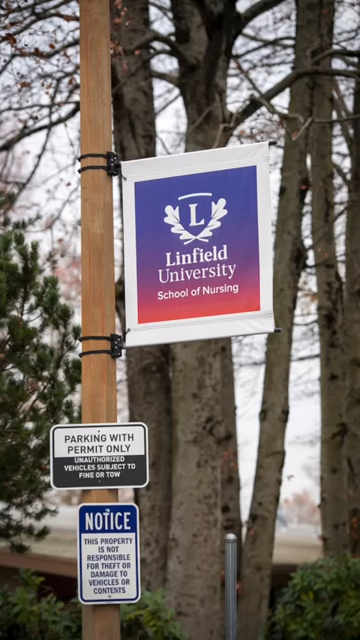 L
Linfield
University
School of Nursing
PARKING WITH
PERMIT ONLY
UNAUTHORIZED
VEHICLES SUBJECT TO
FINE OR TOW
NOTICE
THIS PROPERTY
IS NOT
RESPONSIBLE
FOR THEFT OR
DAMAGE TO
VEHICLES OR
CONTENTS